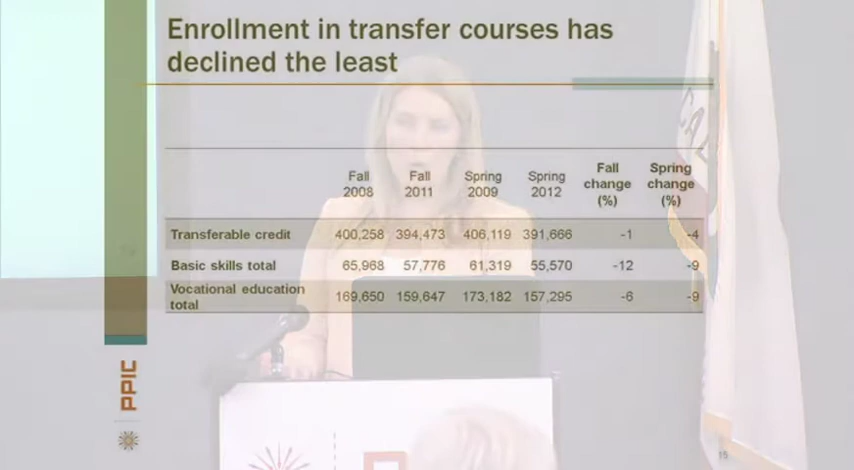 Enrollment in transfer courses has
declined the least
Fall 2008 Fall 2011 Spring 2009 Spring 2012 Fall change (%) Spring change (%)
Transferable credit 400,258 394,473 406,119 391,666 -1 -4
Basic skills total 65,968 57,776 61,319 55,570 -12 -9
Vocational education total 169,650 159,647 173,182 157,295 -6 -9
PPIC
15